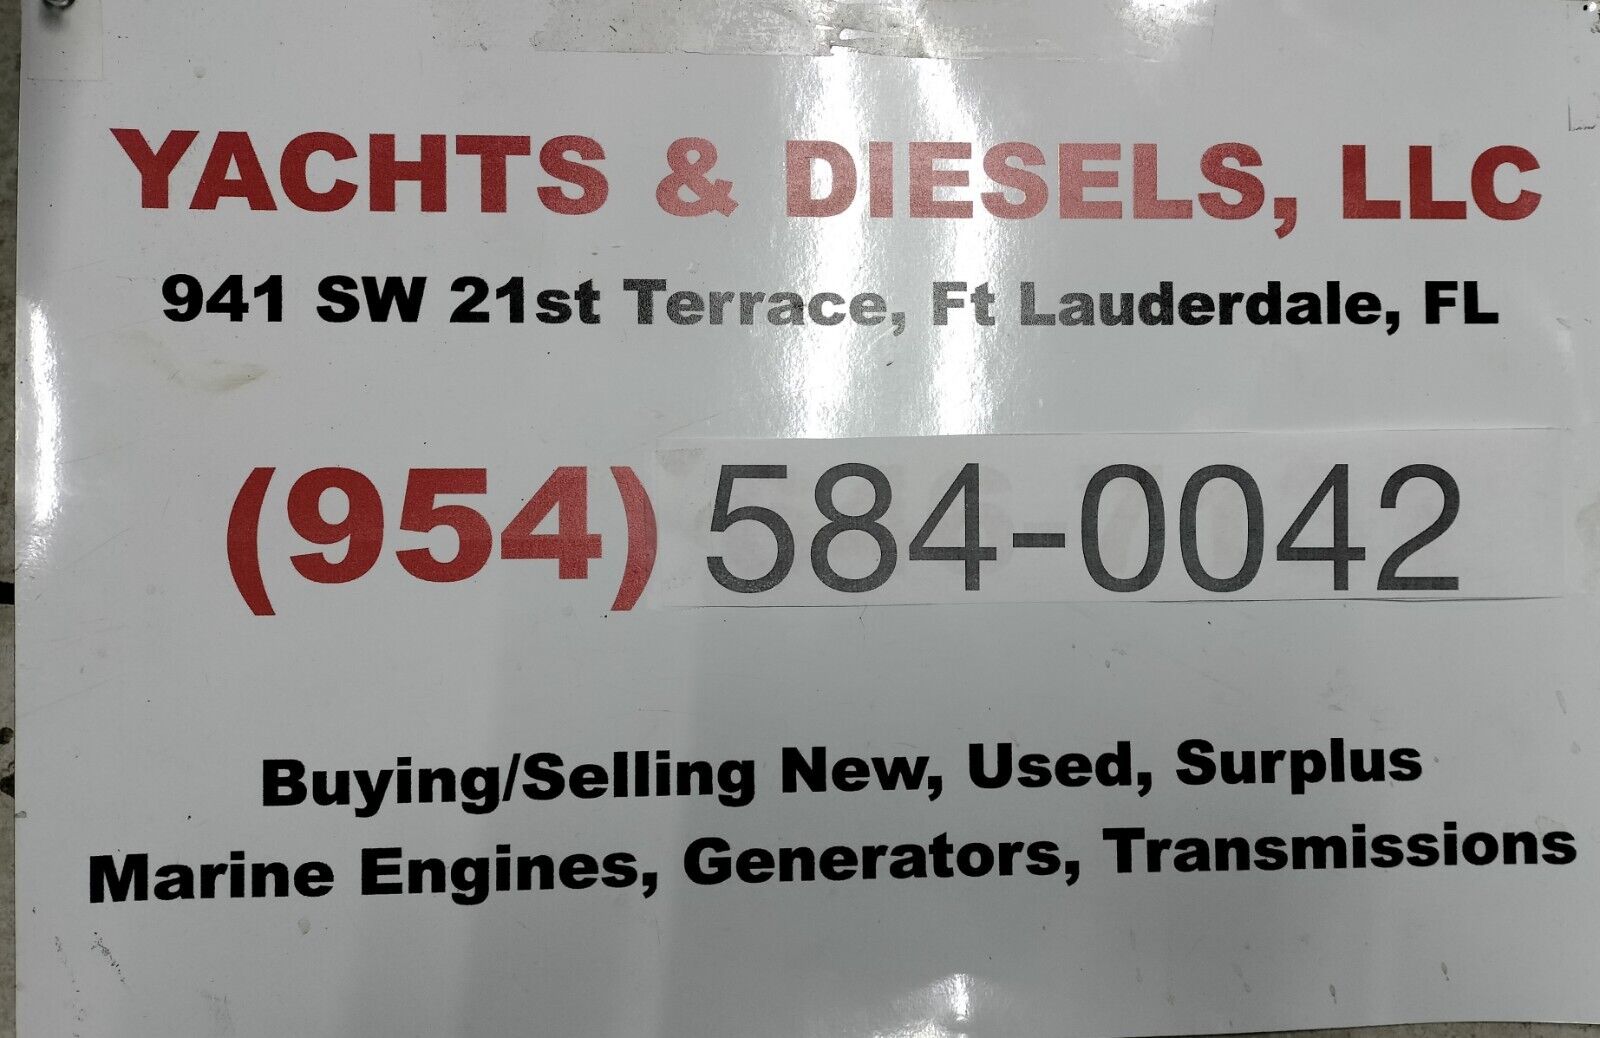 YACHTS & DIESELS, LLC
941 SW 21st Terrace, Ft Lauderdale, FL
(954) 584-0042
Buying/Selling New, Used, Surplus
Marine Engines, Generators, Transmissions